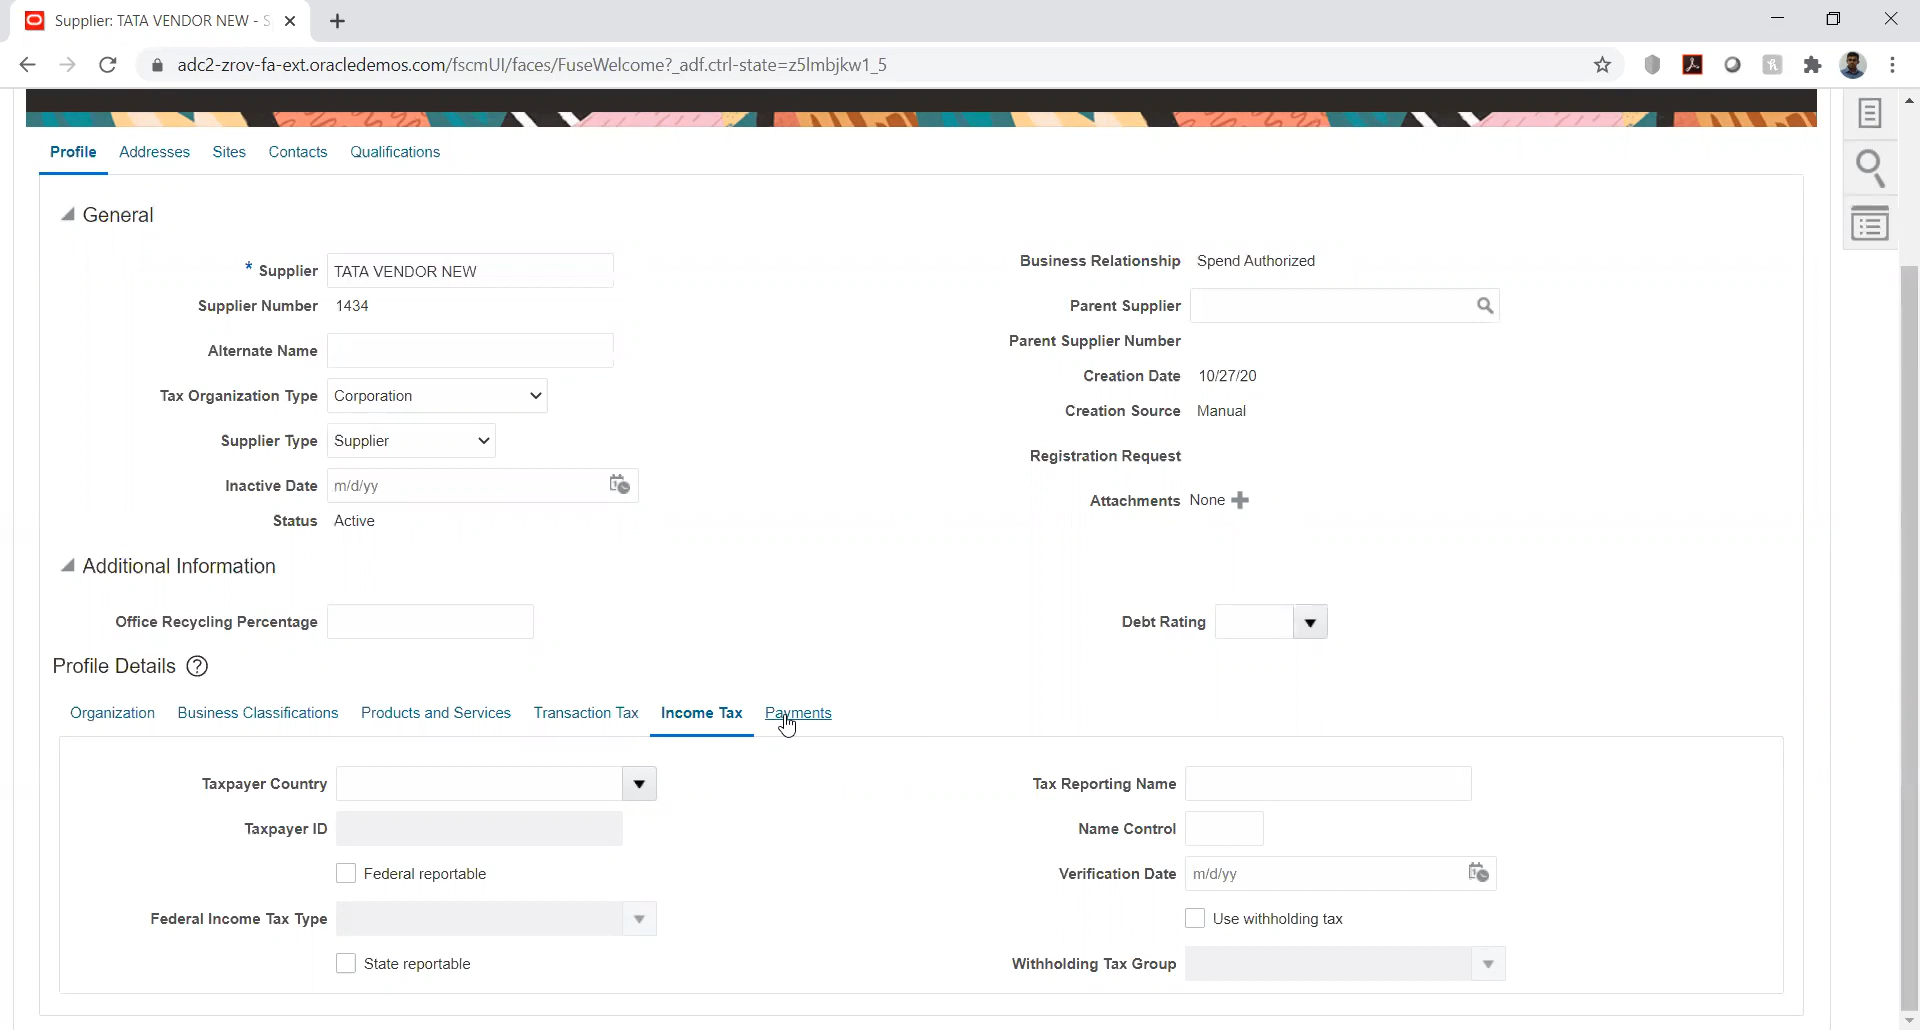 Supplier: TATA VENDOR NEW - S
adc2-zrov-fa-ext.oracledemos.com/fscmUI/faces/FuseWelcome?_adf.ctrl-state=z5lmbjkw1_5
Profile Addresses Sites Contacts Qualifications
General
* Supplier TATA VENDOR NEW
Supplier Number 1434
Alternate Name
Tax Organization Type Corporation
Supplier Type Supplier
Inactive Date m/d/yy
Status Active
Business Relationship Spend Authorized
Parent Supplier
Parent Supplier Number
Creation Date 10/27/20
Creation Source Manual
Registration Request
Attachments None
Additional Information
Office Recycling Percentage
Debt Rating
Profile Details ?
Organization Business Classifications Products and Services Transaction Tax Income Tax Payments
Taxpayer Country
Taxpayer ID
Federal reportable
Federal Income Tax Type
State reportable
Tax Reporting Name
Name Control
Verification Date m/d/yy
Use withholding tax
Withholding Tax Group